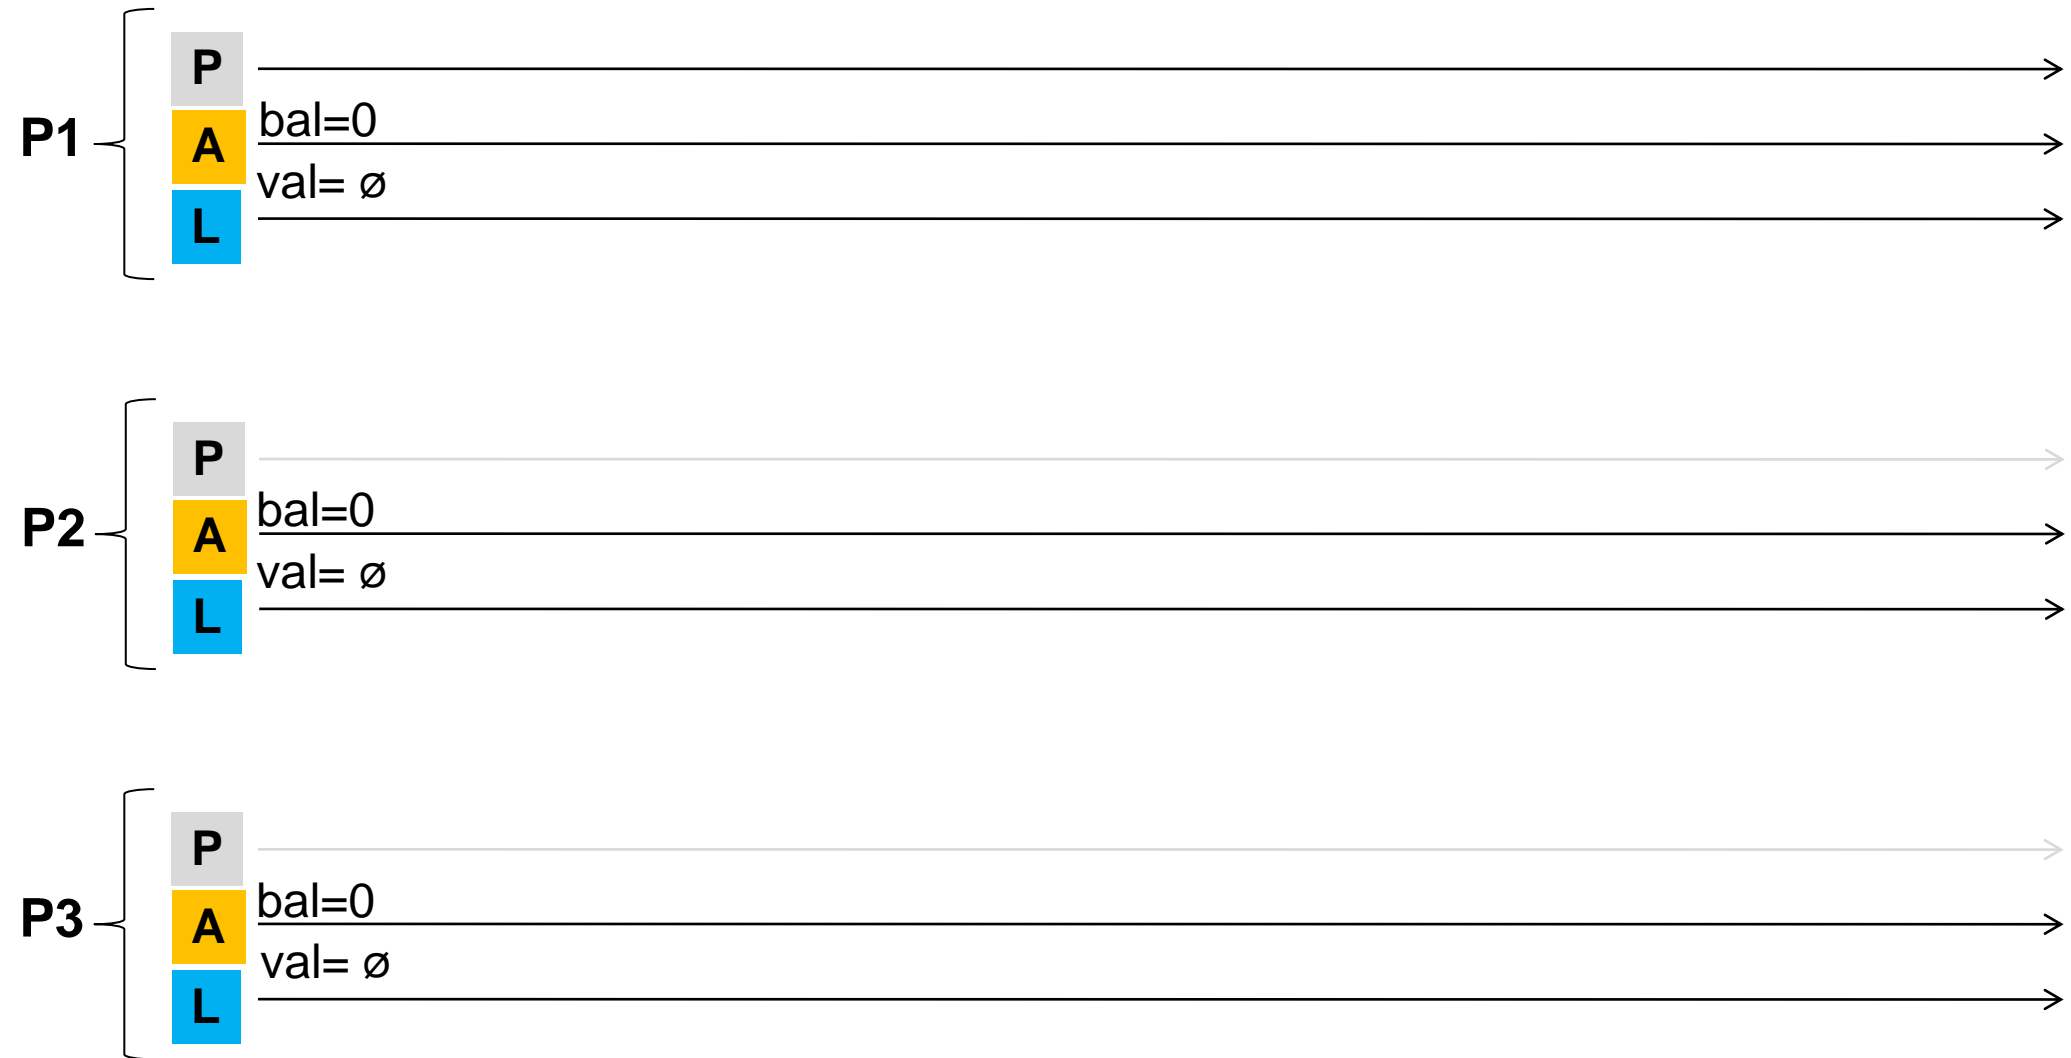 P
bal=0
P1
A
val= ø
L
P
bal=0
P2
A
val= ø
L
P
bal=0
P3
A
val= ø
L